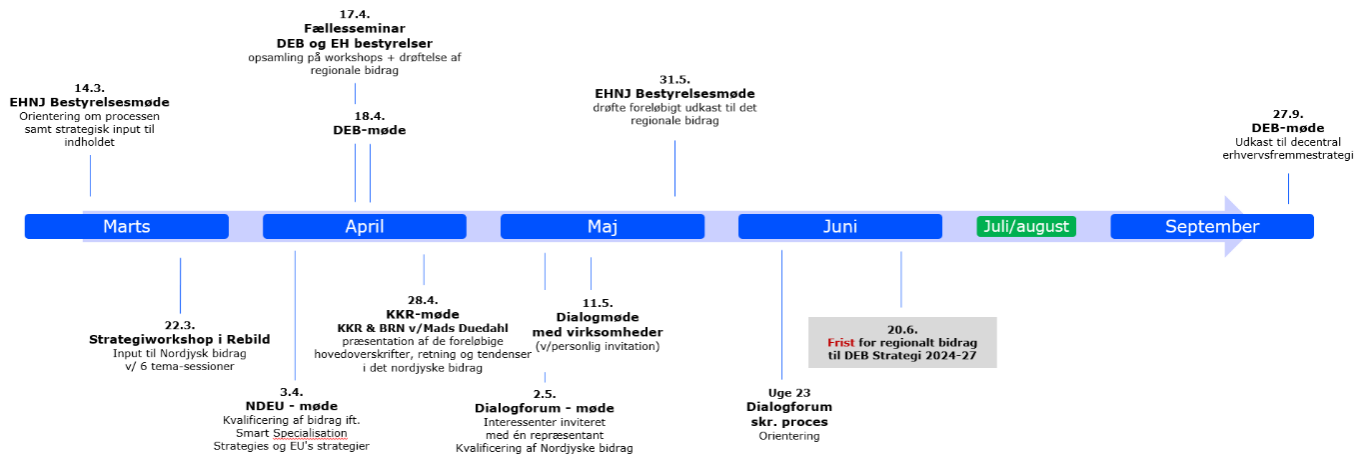 17.4.
Fællesseminar
DEB og EH bestyrelser
opsamling på workshops + drøftelse af
regionale bidrag
14.3.
EHNJ Bestyrelsesmøde
Orientering om processen
samt strategisk input til
indholdet
18.4.
DEB-møde
31.5.
EHNJ Bestyrelsesmøde
drøfte foreløbigt udkast til det
regionale bidrag
27.9.
DEB-møde
Udkast til decentral
erhvervsfremmestrategi
Marts
April
Maj
Juni
Juli/august
September
22.3.
Strategiworkshop i Rebild
Input til Nordjysk bidrag
v/ 6 tema-sessioner
3.4.
NDEU - møde
Kvalificering af bidrag ift.
Smart Specialisation
Strategies og EU's strategier
28.4.
KKR-møde
KKR & BRN v/Mads Duedahl
præsentation af de foreløbige
hovedoverskrifter, retning og tendenser
i det nordjyske bidrag
11.5.
Dialogmøde
med virksomheder
(v/personlig invitation)
2.5.
Dialogforum - møde
Interessenter inviteret
med én repræsentant
Kvalificering af Nordjyske bidrag
Uge 23
Dialogforum
skr. proces
Orientering
20.6.
Frist for regionalt bidrag
til DEB Strategi 2024-27